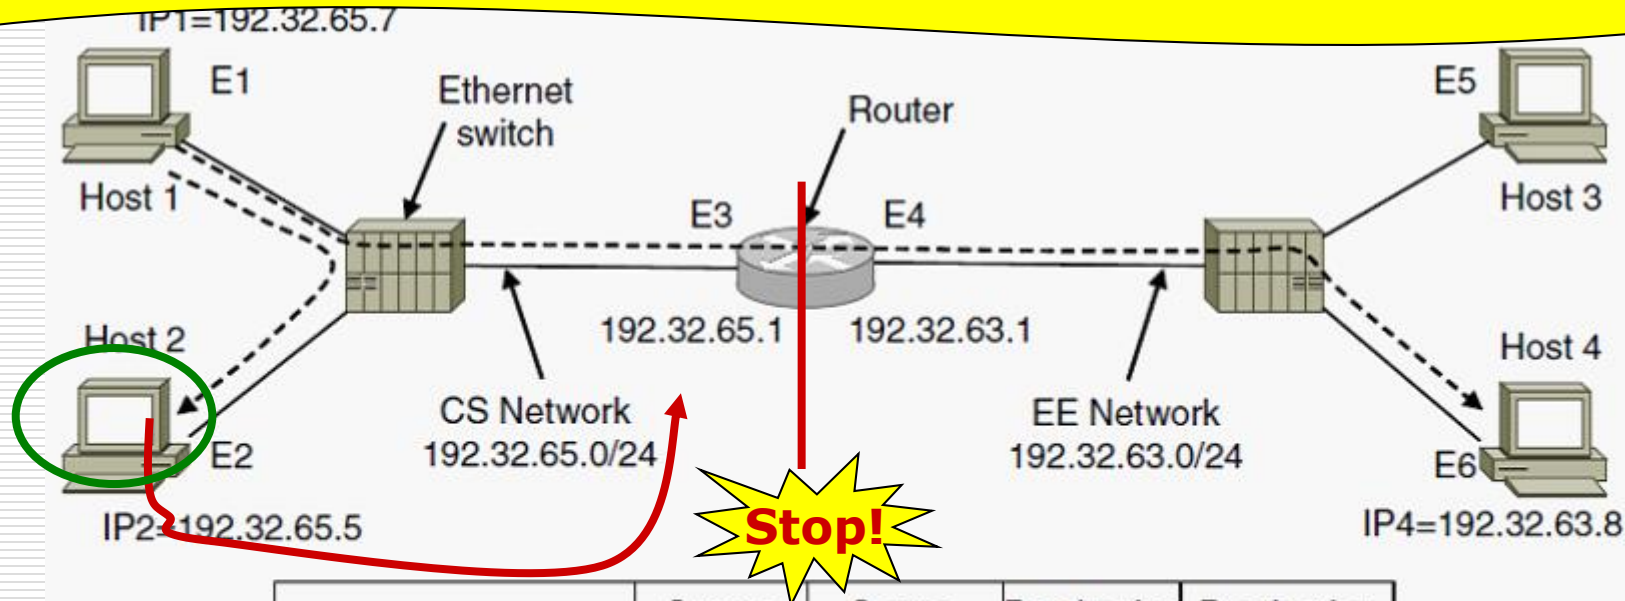 IP1=192.32.65.7
E1
Ethernet
switch
Router
E5
Host 1
E3
E4
Host 3
Host 2
192.32.65.1
192.32.63.1
Host 4
CS Network
192.32.65.0/24
EE Network
192.32.63.0/24
E2
E6
Stop!
IP2=192.32.65.5
IP4=192.32.63.8